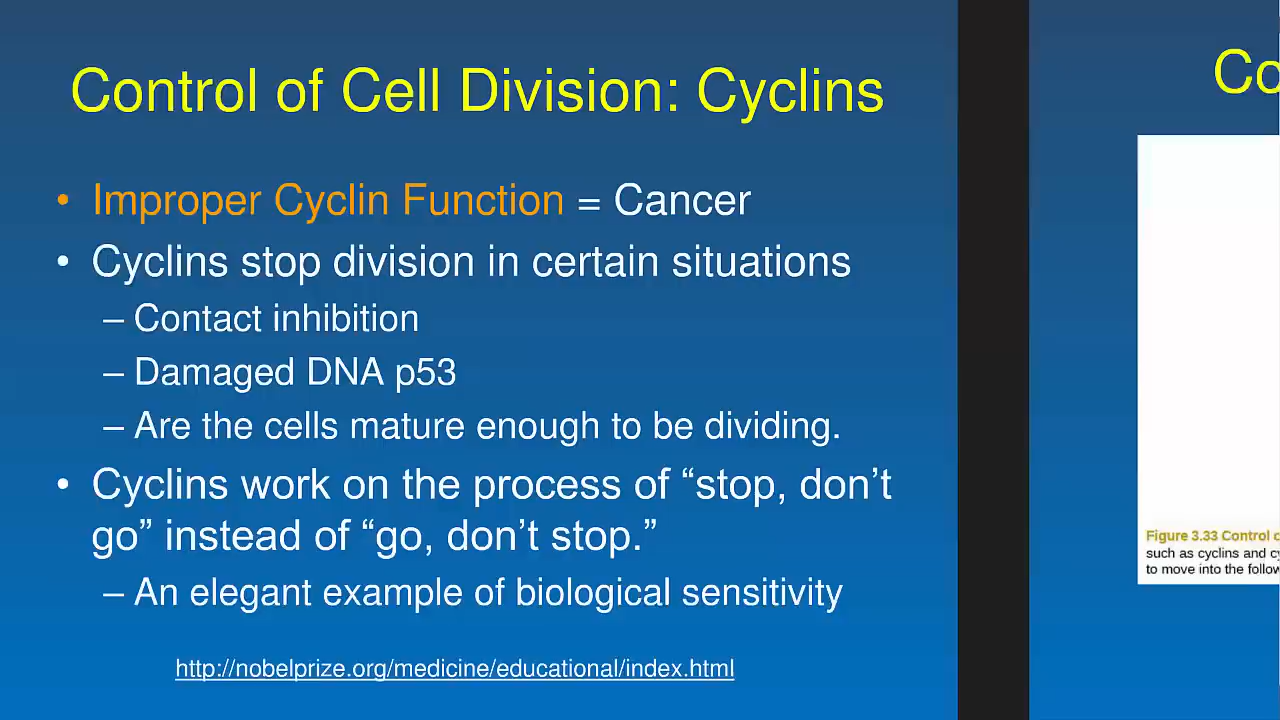 Control of Cell Division: Cyclins
• Improper Cyclin Function = Cancer
• Cyclins stop division in certain situations
– Contact inhibition
– Damaged DNA p53
– Are the cells mature enough to be dividing.
• Cyclins work on the process of “stop, don’t
go” instead of “go, don’t stop.”
– An elegant example of biological sensitivity
http://nobelprize.org/medicine/educational/index.html
Figure 3.33 Control
such as cyclins and
to move into the